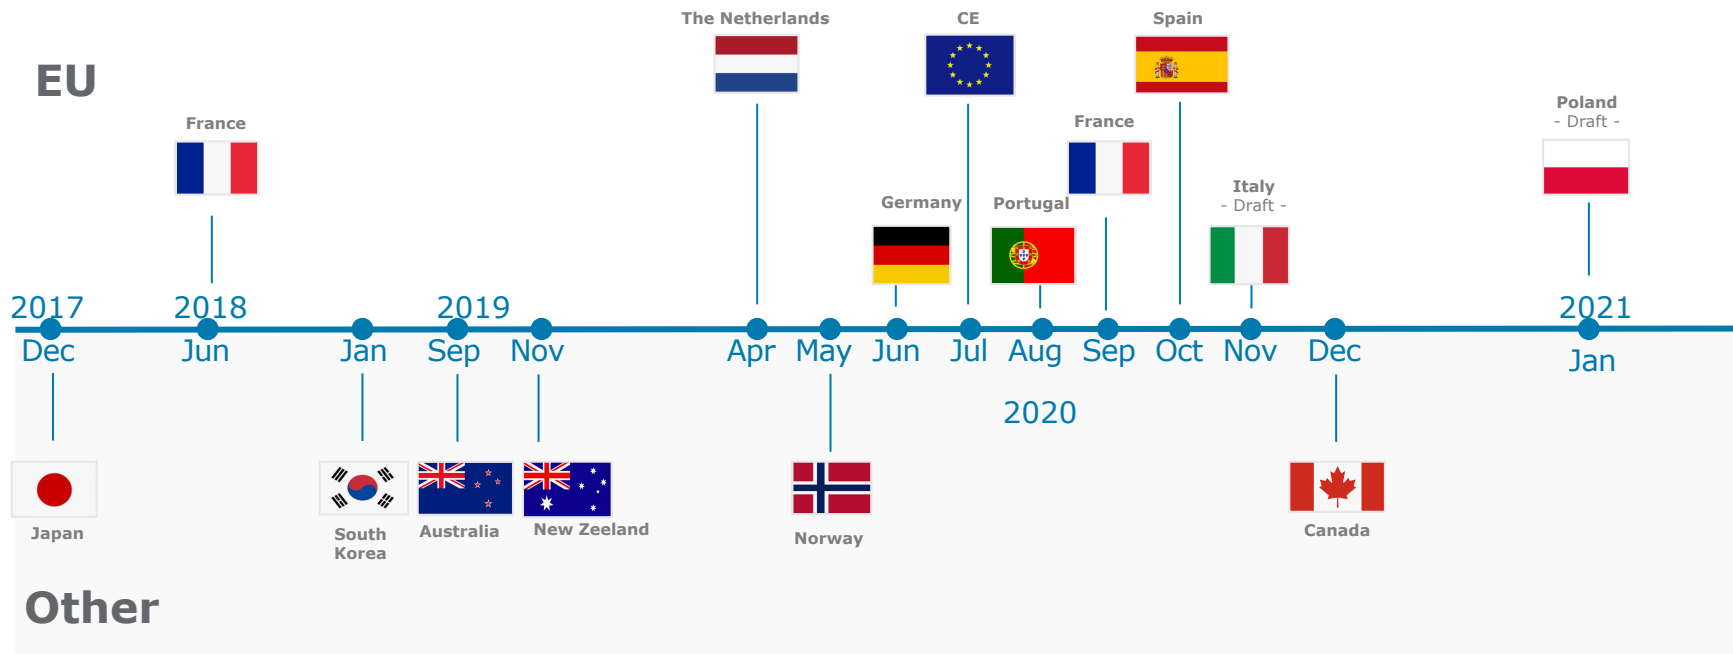 The Netherlands
CE
Spain
EU
Poland
- Draft -
France
France
Italy
- Draft -
Germany
Portugal
2017
2018
2019
2021
Dec
Jun
Jan
Sep
Nov
Apr
May
Jun
Jul
Aug
Sep
Oct
Nov
Dec
Jan
2020
Japan
South
Korea
Australia
New Zeeland
Norway
Canada
Other